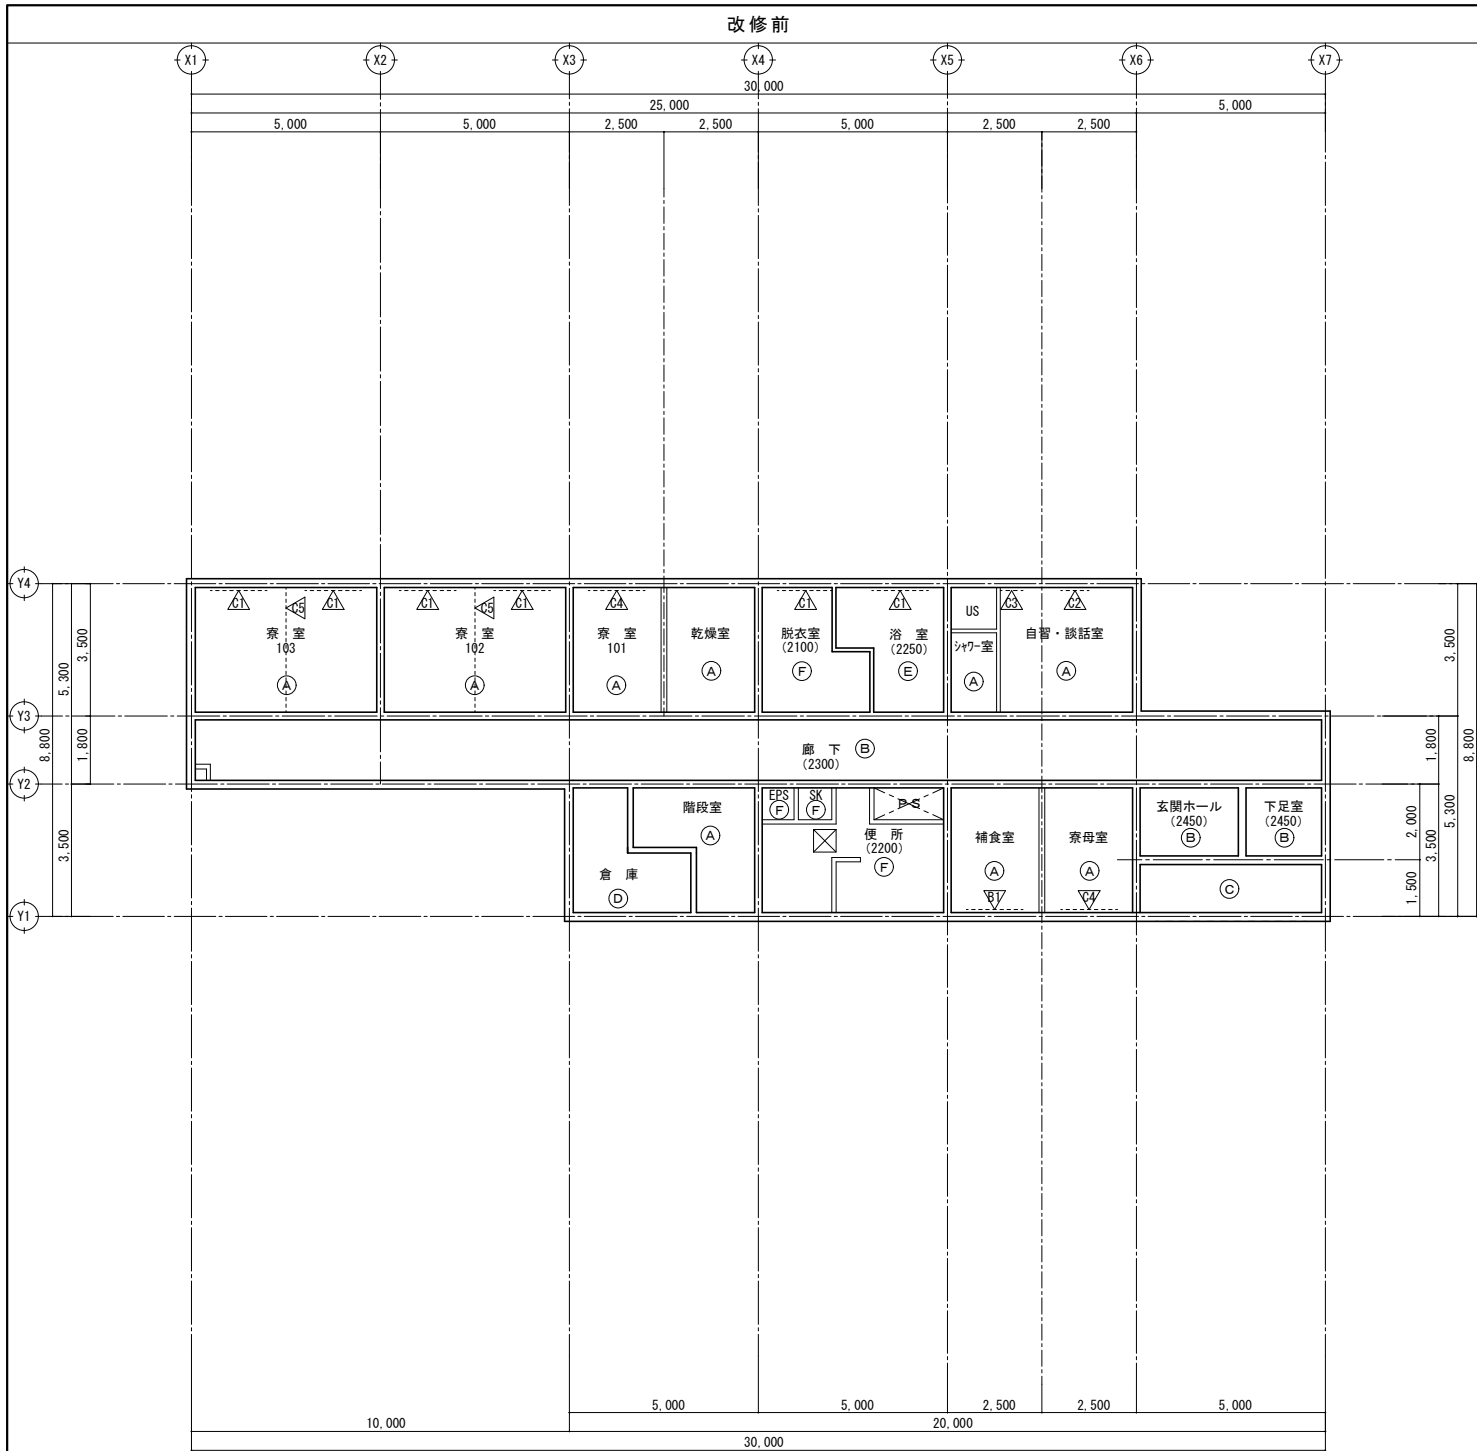 改修前
X1 X2 X3 X4 X5 X6 X7
30,000
25,000 5,000
5,000 5,000 2,500 2,500 5,000 2,500 2,500
Y4
Y3
Y2
Y1
3,500
1,800
5,300
3,500
8,800
C1 C5 C1 C1 C5 C1 C4 C1 C1 C3 C2
寮 室
103
A
寮 室
102
A
寮 室
101
A
乾燥室
A
脱衣室
(2100)
F
浴 室
(2250)
E
US
シャワー室
A
自習・談話室
A
廊 下
(2300)
B
階段室
A
倉 庫
D
EPS
F
SK
F
PS
便 所
(2200)
F
補食室
A
B1
寮母室
A
C4
玄関ホール
(2450)
B
下足室
(2450)
B
C
3,500
1,800
2,000
1,500
3,500
5,300
8,800
5,000 5,000 2,500 2,500 5,000
10,000 20,000
30,000